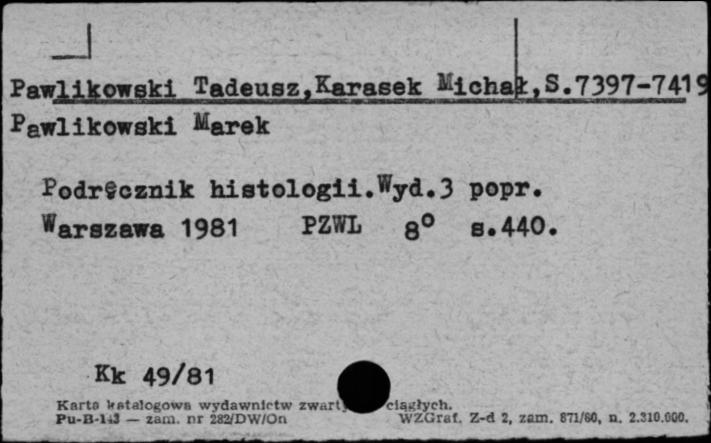 Pawlikowski Tadeusz,Karasek Michał,S.7397-7419
Pawlikowski Marek
Podręcznik histologii.Wyd.3 popr.
Warszawa 1981 PZWL 8° s.440.
Kk 49/81
Karta katalogowa wydawnictw ciągłych.
Pu-B-143 — zam. nr 282/DW/On WZGraf. Z-d 2, zam. 871/80, n. 2.310.000.